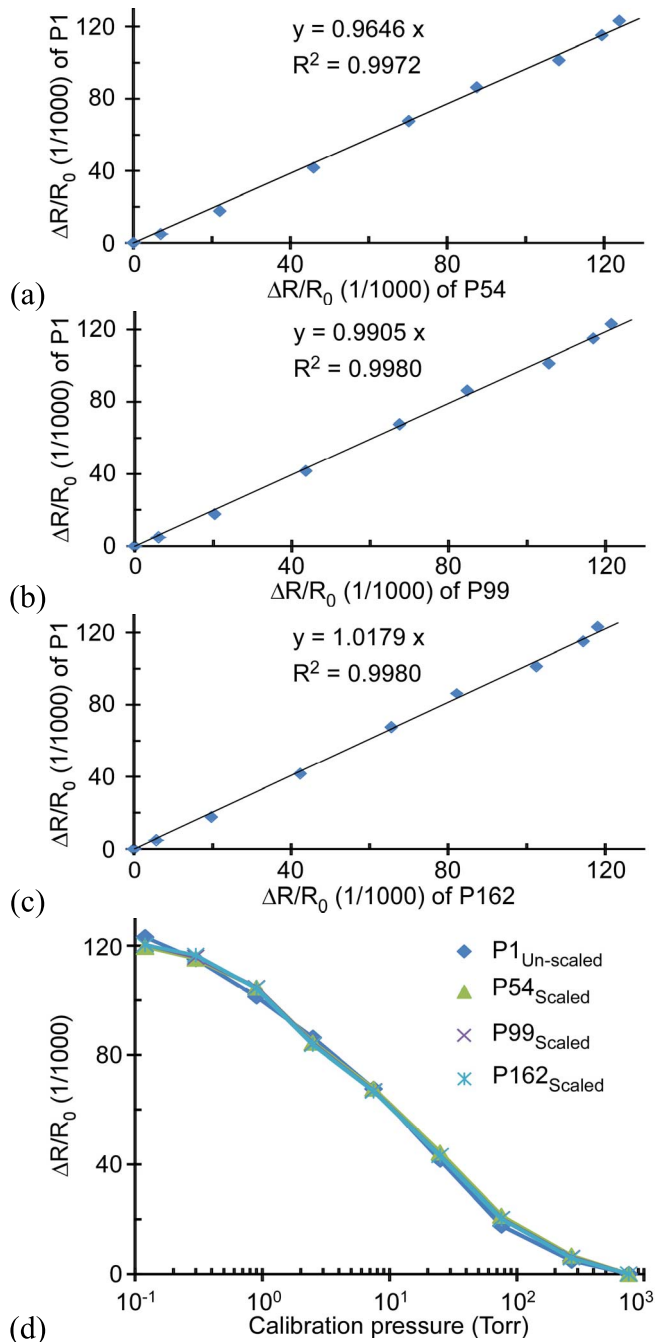 120
80
40
0
ΔR/R₀ (1/1000) of P1
y = 0.9646 x
R² = 0.9972
0 40 80 120
ΔR/R₀ (1/1000) of P54
(a)
120
80
40
0
ΔR/R₀ (1/1000) of P1
y = 0.9905 x
R² = 0.9980
0 40 80 120
ΔR/R₀ (1/1000) of P99
(b)
120
80
40
0
ΔR/R₀ (1/1000) of P1
y = 1.0179 x
R² = 0.9980
0 40 80 120
ΔR/R₀ (1/1000) of P162
(c)
120
80
40
0
ΔR/R₀ (1/1000)
P1Un-scaled
P54Scaled
P99Scaled
P162Scaled
10⁻¹ 10⁰ 10¹ 10² 10³
Calibration pressure (Torr)
(d)